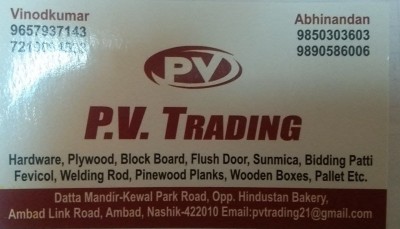 Vinodkumar
9657937143
Abhinandan
9850303603
9890586006
PV
P.V. TRADING
Hardware, Plywood, Block Board, Flush Door, Sunmica, Bidding Patti
Fevicol, Welding Rod, Pinewood Planks, Wooden Boxes, Pallet Etc.
Datta Mandir-Kewal Park Road, Opp. Hindustan Bakery,
Ambad Link Road, Ambad, Nashik-422010 Email:pvtrading21@gmail.com